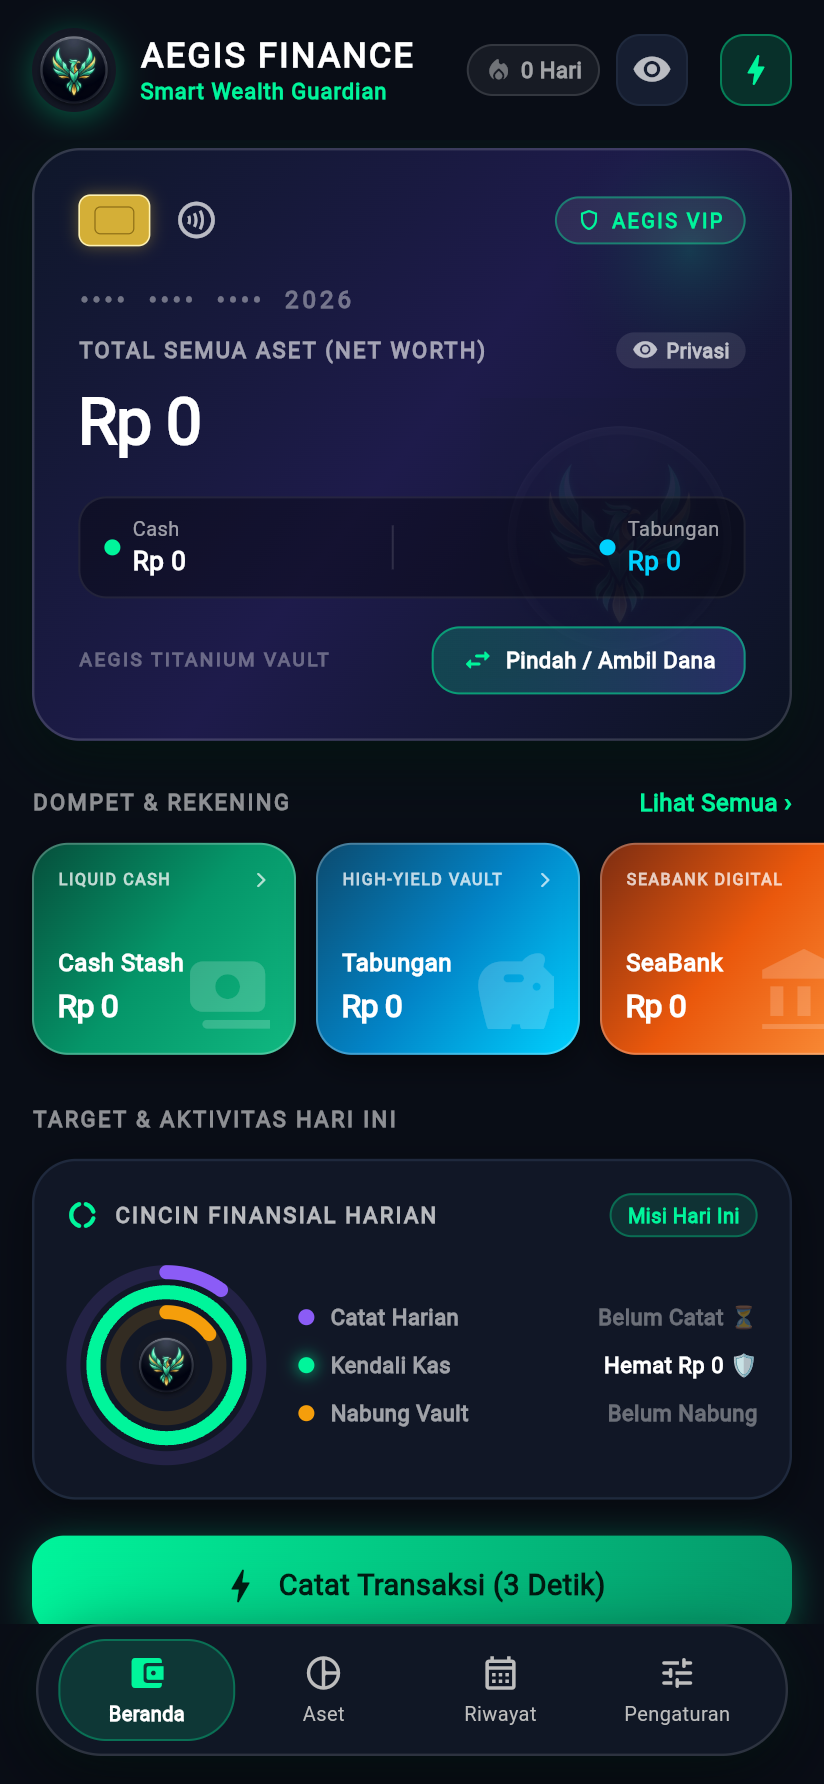 AEGIS FINANCE
Smart Wealth Guardian
0 Hari
AEGIS VIP
•••• •••• •••• 2026
TOTAL SEMUA ASET (NET WORTH)
Privasi
Rp 0
Cash
Rp 0
Tabungan
Rp 0
AEGIS TITANIUM VAULT
Pindah / Ambil Dana
DOMPET & REKENING
Lihat Semua ›
LIQUID CASH
Cash Stash
Rp 0
HIGH-YIELD VAULT
Tabungan
Rp 0
SEABANK DIGITAL
SeaBank
Rp 0
TARGET & AKTIVITAS HARI INI
CINCIN FINANSIAL HARIAN
Misi Hari Ini
Catat Harian
Belum Catat ⏳
Kendali Kas
Hemat Rp 0 🛡️
Nabung Vault
Belum Nabung
Catat Transaksi (3 Detik)
Beranda
Aset
Riwayat
Pengaturan